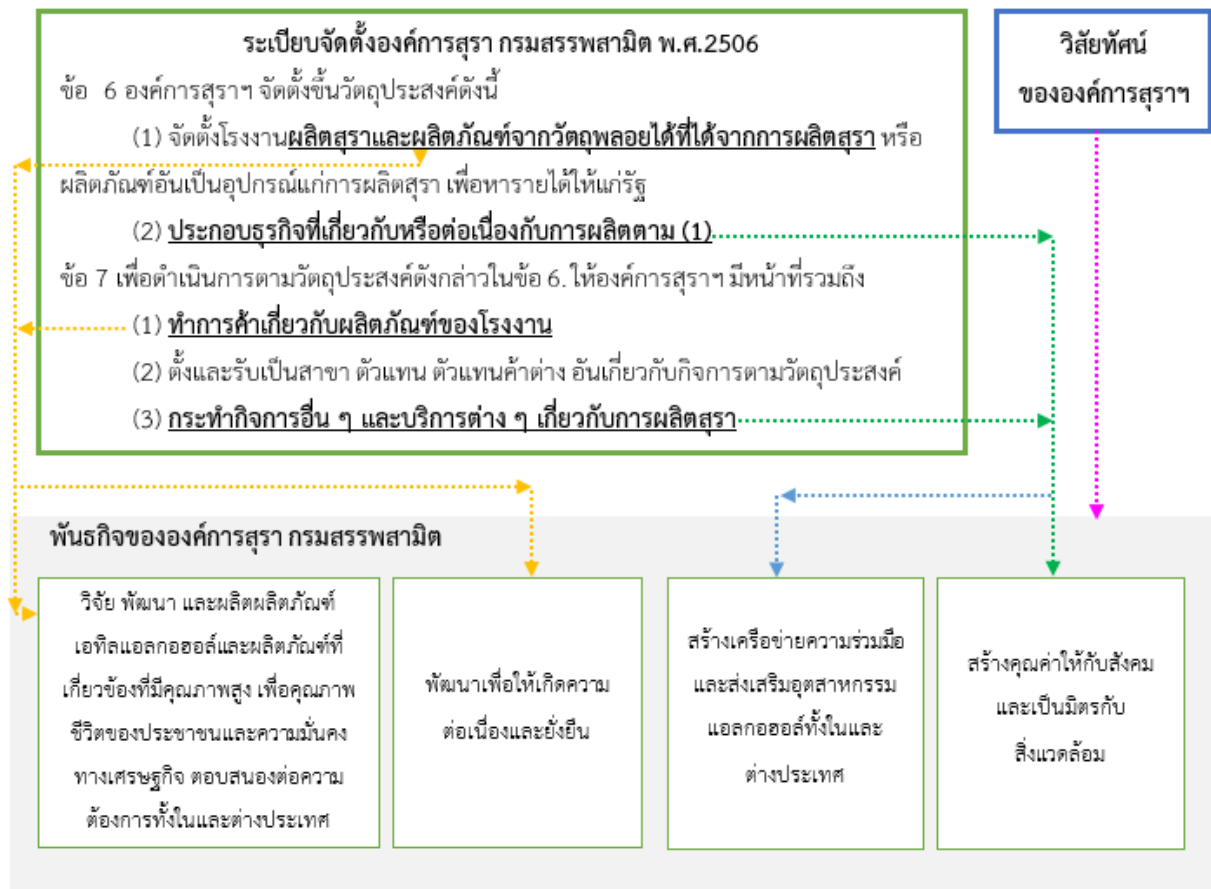 ระเบียบจัดตั้งองค์การสุรา กรมสรรพสามิต พ.ศ.2506
ข้อ 6 องค์การสุราฯ จัดตั้งขึ้นวัตถุประสงค์ดังนี้
(1) จัดตั้งโรงงานผลิตสุราและผลิตภัณฑ์จากวัตถุพลอยได้ที่ได้จากการผลิตสุรา หรือ
ผลิตภัณฑ์อันเป็นอุปกรณ์แก่การผลิตสุรา เพื่อหารายได้ให้แก่รัฐ
(2) ประกอบธุรกิจที่เกี่ยวกับหรือต่อเนื่องกับการผลิตตาม (1)
ข้อ 7 เพื่อดำเนินการตามวัตถุประสงค์ดังกล่าวในข้อ 6. ให้องค์การสุราฯ มีหน้าที่รวมถึง
(1) ทำการค้าเกี่ยวกับผลิตภัณฑ์ของโรงงาน
(2) ตั้งและรับเป็นสาขา ตัวแทน ตัวแทนค้าต่าง อันเกี่ยวกับกิจการตามวัตถุประสงค์
(3) กระทำกิจการอื่น ๆ และบริการต่าง ๆ เกี่ยวกับการผลิตสุรา
วิสัยทัศน์
ขององค์การสุราฯ
พันธกิจขององค์การสุรา กรมสรรพสามิต
วิจัย พัฒนา และผลิตผลิตภัณฑ์
เอทิลแอลกอฮอล์และผลิตภัณฑ์ที่
เกี่ยวข้องที่มีคุณภาพสูง เพื่อคุณภาพ
ชีวิตของประชาชนและความมั่นคง
ทางเศรษฐกิจ ตอบสนองต่อความ
ต้องการทั้งในและต่างประเทศ
พัฒนาเพื่อให้เกิดความ
ต่อเนื่องและยั่งยืน
สร้างเครือข่ายความร่วมมือ
และส่งเสริมอุตสาหกรรม
แอลกอฮอล์ทั้งในและ
ต่างประเทศ
สร้างคุณค่าให้กับสังคม
และเป็นมิตรกับ
สิ่งแวดล้อม